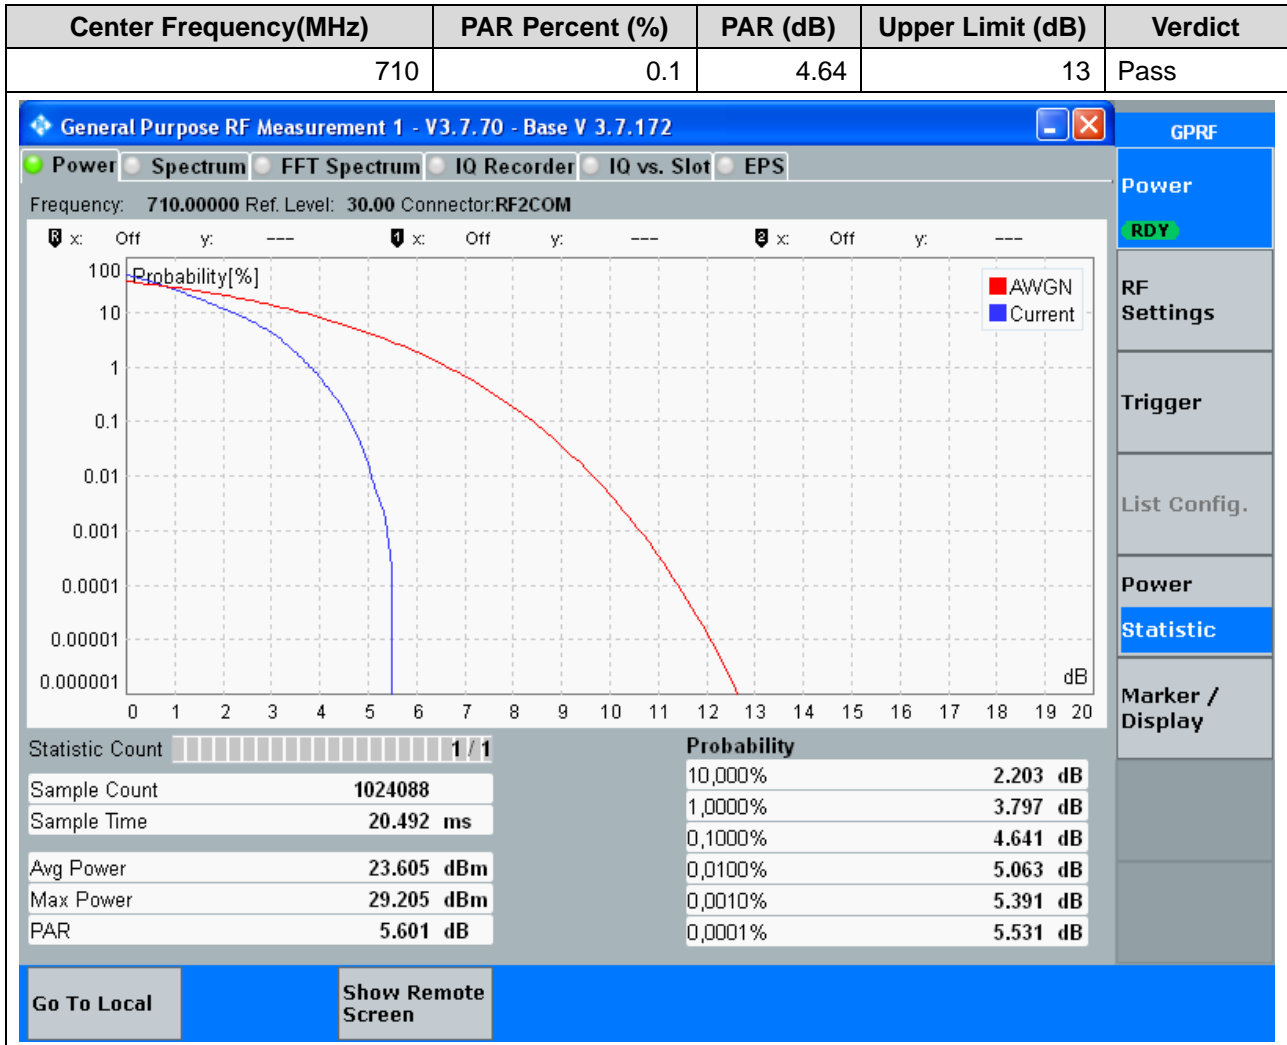 Center Frequency(MHz) PAR Percent (%) PAR (dB) Upper Limit (dB) Verdict
710 0.1 4.64 13 Pass
General Purpose RF Measurement 1 - V3.7.70 - Base V 3.7.172
GPRF
Power Spectrum FFT Spectrum IQ Recorder IQ vs. Slot EPS
Frequency: 710.00000 Ref. Level: 30.00 Connector:RF2COM
R x: Off y: --- 1 x: Off y: --- 2 x: Off y: ---
Probability[%]
AWGN
Current
100
10
1
0.1
0.01
0.001
0.0001
0.00001
0.000001
dB
0 1 2 3 4 5 6 7 8 9 10 11 12 13 14 15 16 17 18 19 20
Statistic Count 1 / 1
Sample Count 1024088
Sample Time 20.492 ms
Avg Power 23.605 dBm
Max Power 29.205 dBm
PAR 5.601 dB
Probability
10,000% 2.203 dB
1,0000% 3.797 dB
0,1000% 4.641 dB
0,0100% 5.063 dB
0,0010% 5.391 dB
0,0001% 5.531 dB
Power
RDY
RF
Settings
Trigger
List Config.
Power
Statistic
Marker /
Display
Go To Local
Show Remote
Screen